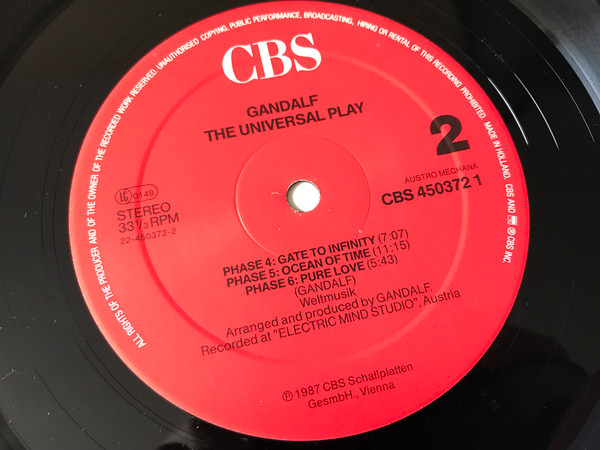 ALL RIGHTS OF THE PRODUCER AND OF THE OWNER OF THE RECORDED WORK RESERVED. UNAUTHORISED COPYING, PUBLIC PERFORMANCE, BROADCASTING, HIRING OR RENTAL OF THIS RECORDING PROHIBITED. MADE IN HOLLAND. CBS AND ℗ CBS INC.
CBS
GANDALF
THE UNIVERSAL PLAY
2
LC 0149
STEREO
33 1/3 RPM
22-450372-2
AUSTRO MECHANA
CBS 450372 1
PHASE 4: GATE TO INFINITY (7:07)
PHASE 5: OCEAN OF TIME (11:15)
PHASE 6: PURE LOVE (5:43)
(GANDALF)
Weltmusik
Arranged and produced by GANDALF.
Recorded at "ELECTRIC MIND STUDIO", Austria
℗ 1987 CBS Schallplatten
GesmbH., Vienna